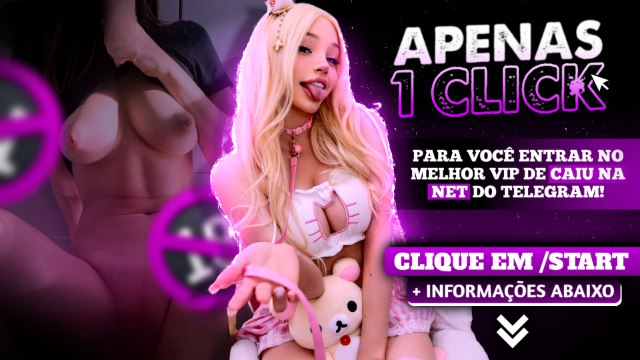 APENAS
1 CLICK
PARA VOCÊ ENTRAR NO
MELHOR VIP DE CAIU NA
NET DO TELEGRAM!
CLIQUE EM /START
+ INFORMAÇÕES ABAIXO